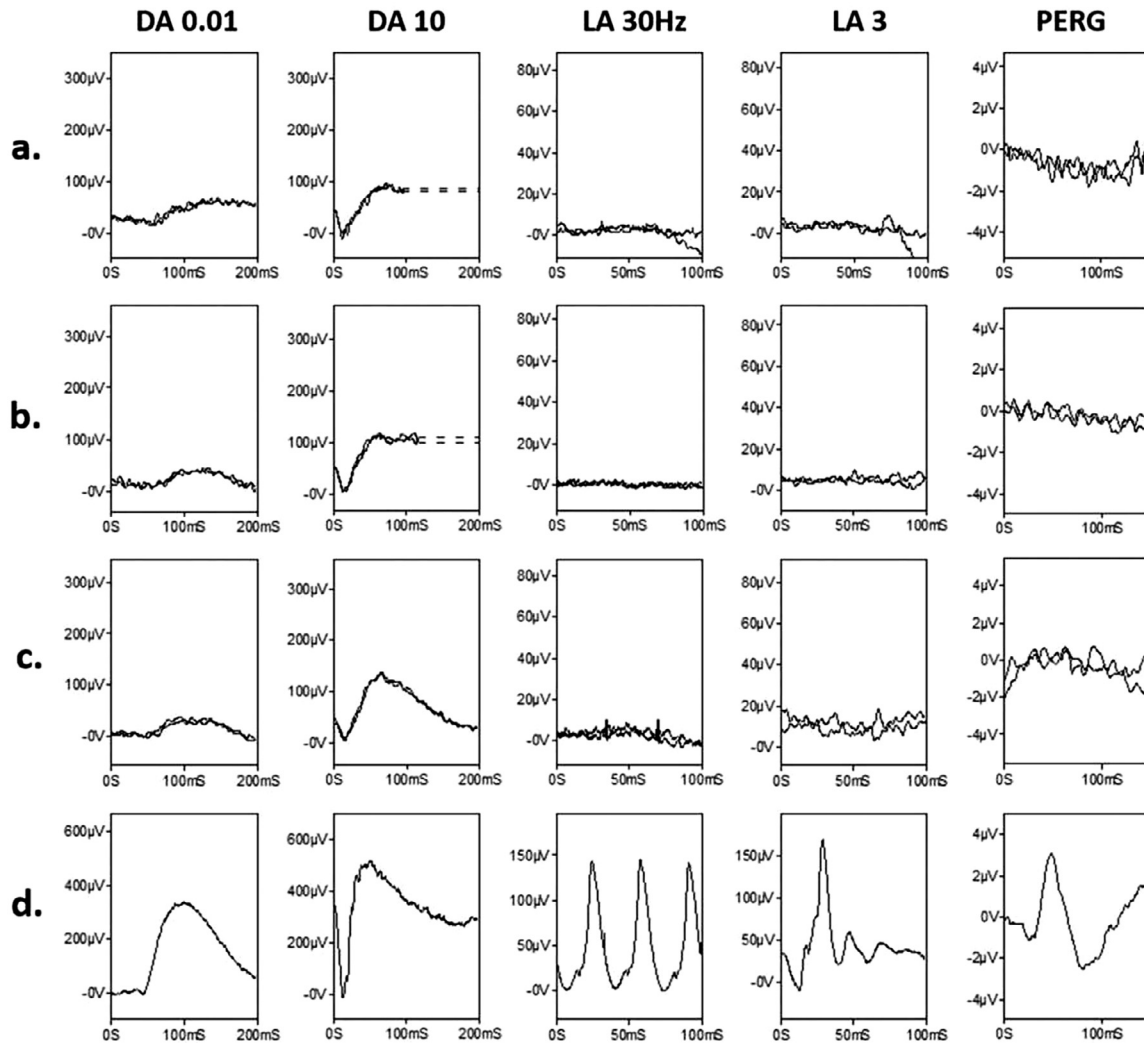 DA 0.01 DA 10 LA 30Hz LA 3 PERG
a.
300µV 300µV 80µV 80µV 4µV
60µV 60µV 2µV
200µV 200µV 40µV 40µV 0V
100µV 100µV 20µV 20µV -2µV
-0V -0V -0V -0V -4µV
0S 100mS 200mS 0S 100mS 200mS 0S 50mS 100mS 0S 50mS 100mS 0S 100mS
b.
300µV 300µV 80µV 80µV 4µV
60µV 60µV 2µV
200µV 200µV 40µV 40µV 0V
100µV 100µV 20µV 20µV -2µV
-0V -0V -0V -0V -4µV
0S 100mS 200mS 0S 100mS 200mS 0S 50mS 100mS 0S 50mS 100mS 0S 100mS
c.
300µV 300µV 80µV 80µV 4µV
60µV 60µV 2µV
200µV 200µV 40µV 40µV 0V
100µV 100µV 20µV 20µV -2µV
-0V -0V -0V -0V -4µV
0S 100mS 200mS 0S 100mS 200mS 0S 50mS 100mS 0S 50mS 100mS 0S 100mS
d.
600µV 600µV 150µV 150µV 4µV
400µV 400µV 100µV 100µV 2µV
200µV 200µV 50µV 50µV 0V
-2µV
-0V -0V -0V -0V -4µV
0S 100mS 200mS 0S 100mS 200mS 0S 50mS 100mS 0S 50mS 100mS 0S 100mS